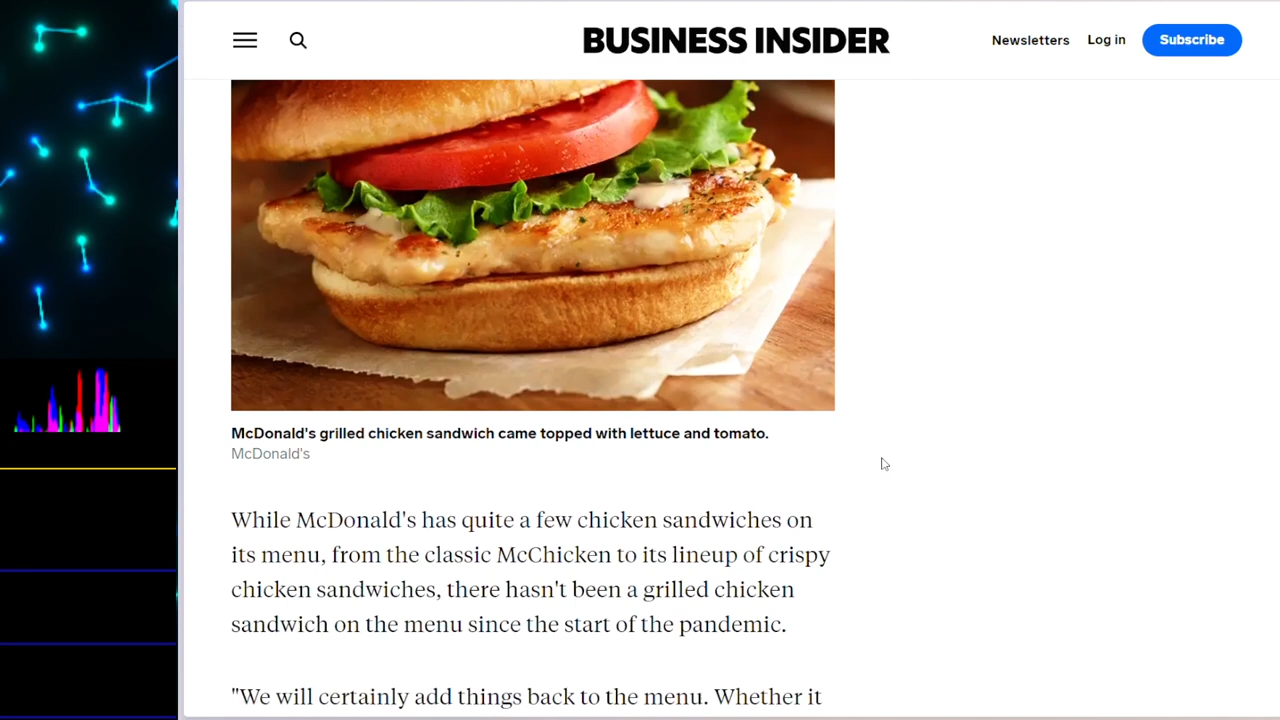 BUSINESS INSIDER
Newsletters
Log in
Subscribe
McDonald's grilled chicken sandwich came topped with lettuce and tomato.
McDonald's
While McDonald's has quite a few chicken sandwiches on
its menu, from the classic McChicken to its lineup of crispy
chicken sandwiches, there hasn't been a grilled chicken
sandwich on the menu since the start of the pandemic.
"We will certainly add things back to the menu. Whether it